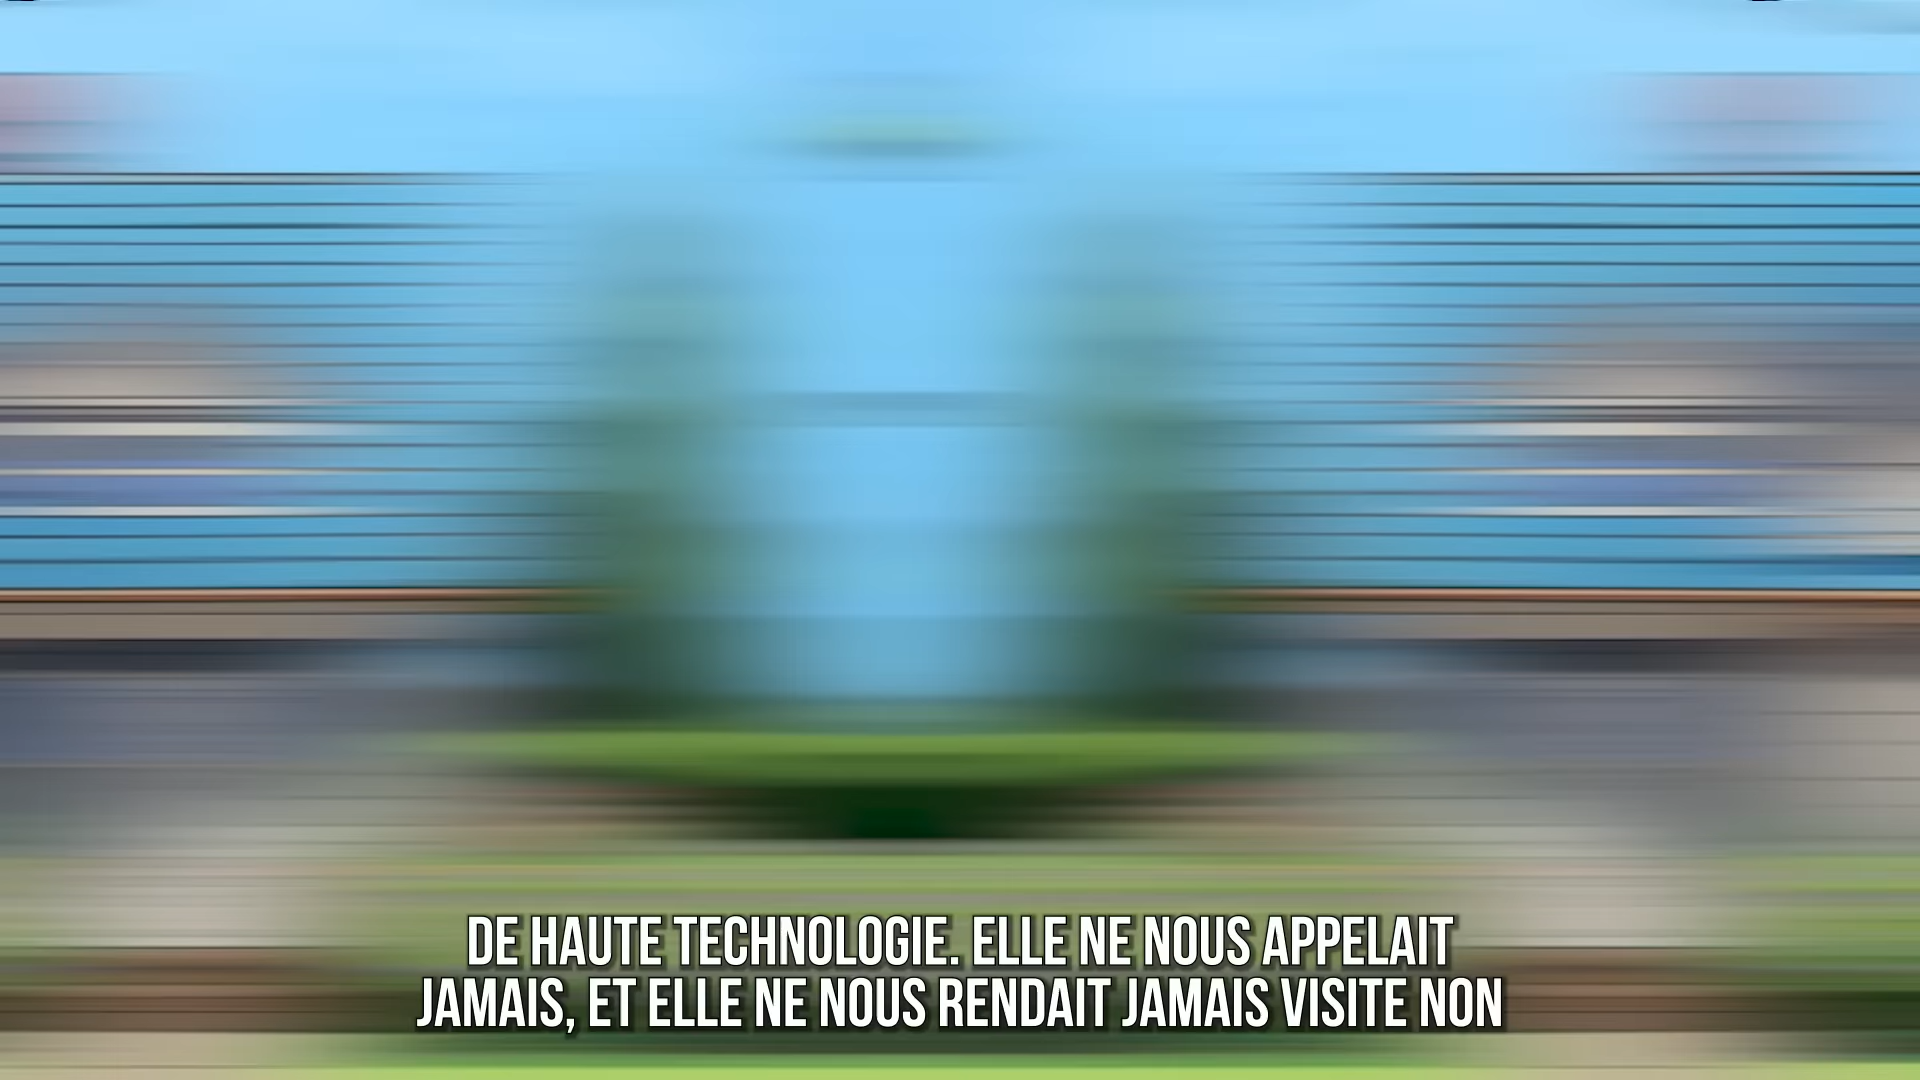 DE HAUTE TECHNOLOGIE. ELLE NE NOUS APPELAIT
JAMAIS, ET ELLE NE NOUS RENDAIT JAMAIS VISITE NON